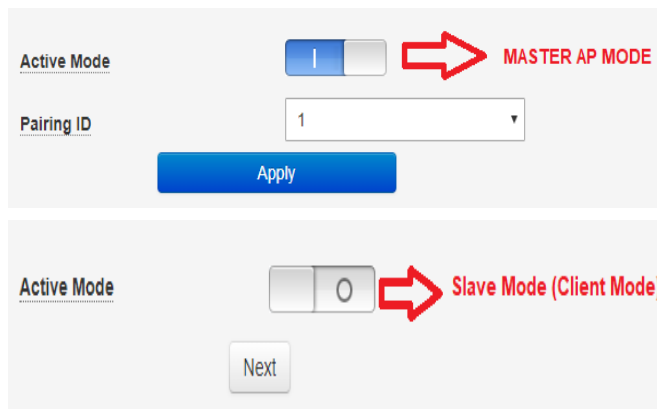 Active Mode MASTER AP MODE
Pairing ID 1
Apply
Active Mode Slave Mode (Client Mode)
Next